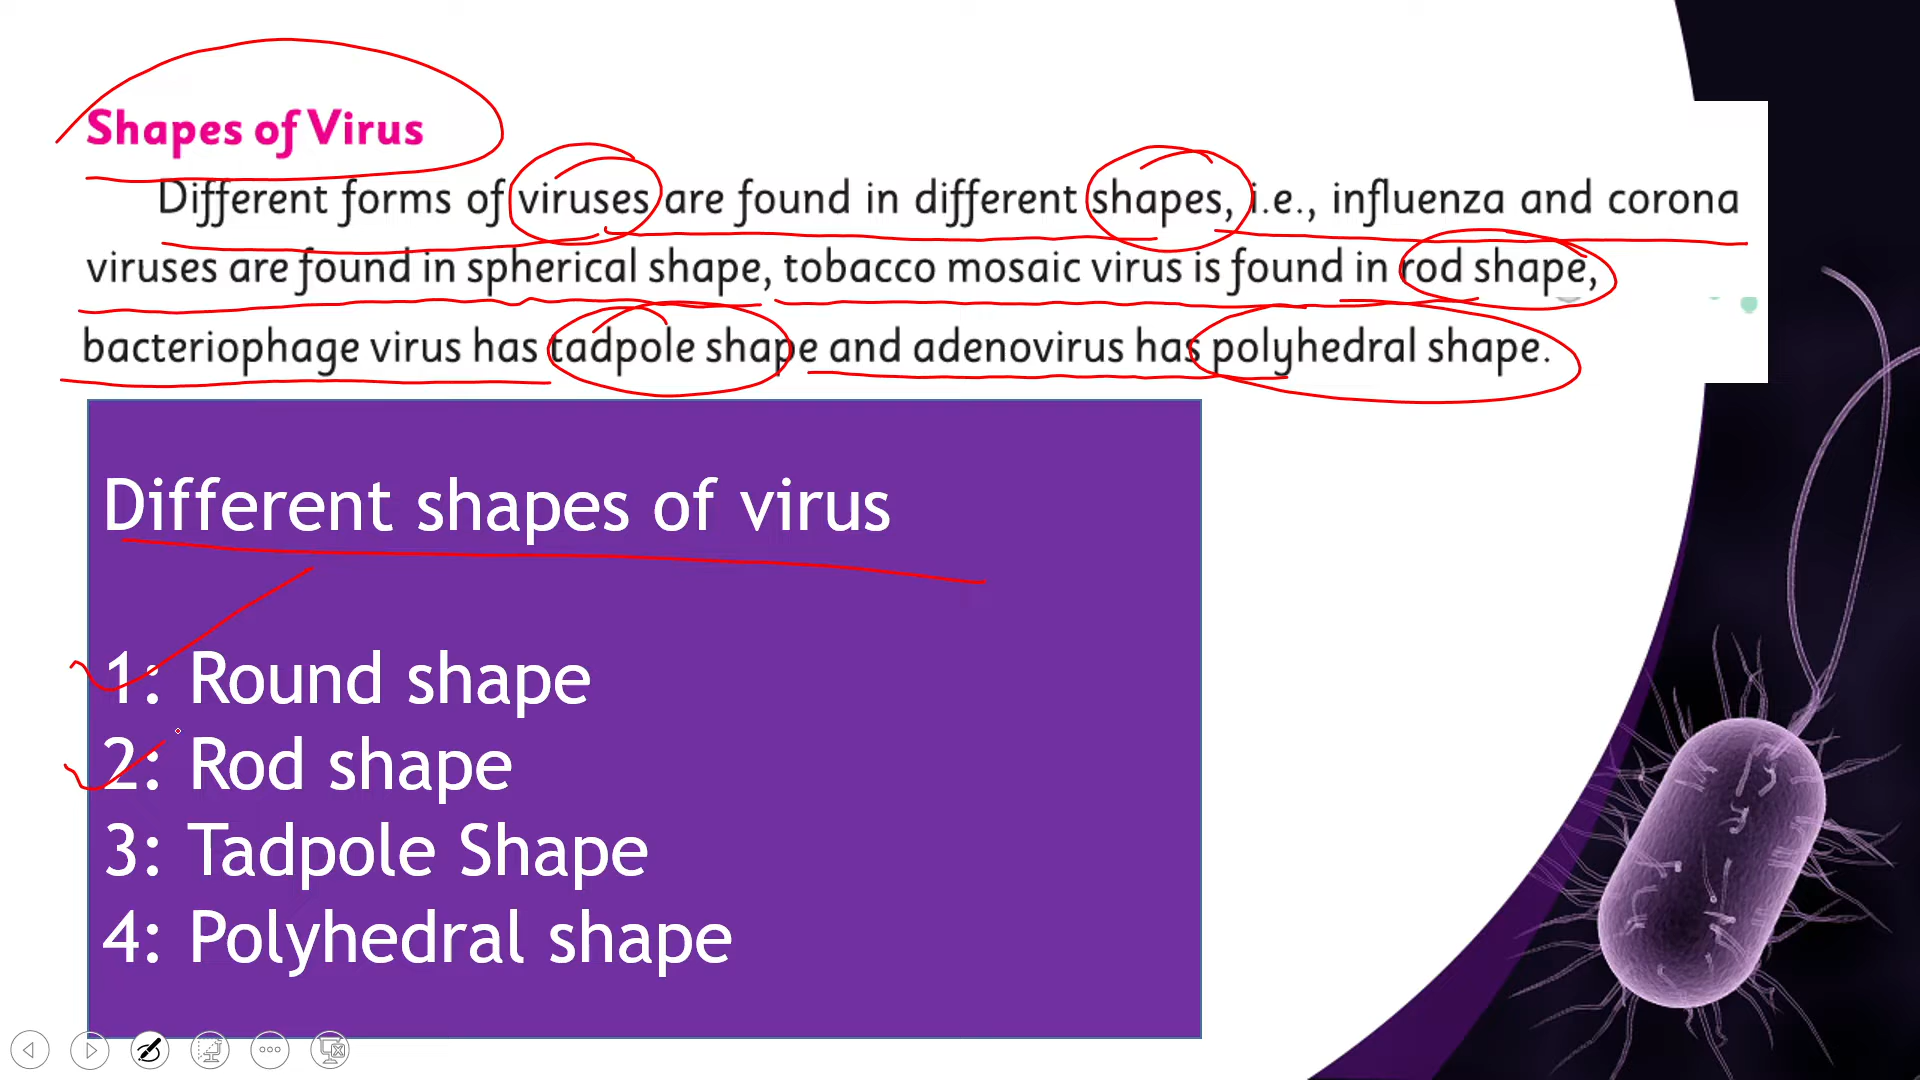 Shapes of Virus
Different forms of viruses are found in different shapes, i.e., influenza and corona
viruses are found in spherical shape, tobacco mosaic virus is found in rod shape,
bacteriophage virus has tadpole shape and adenovirus has polyhedral shape.
Different shapes of virus
1: Round shape
2: Rod shape
3: Tadpole Shape
4: Polyhedral shape